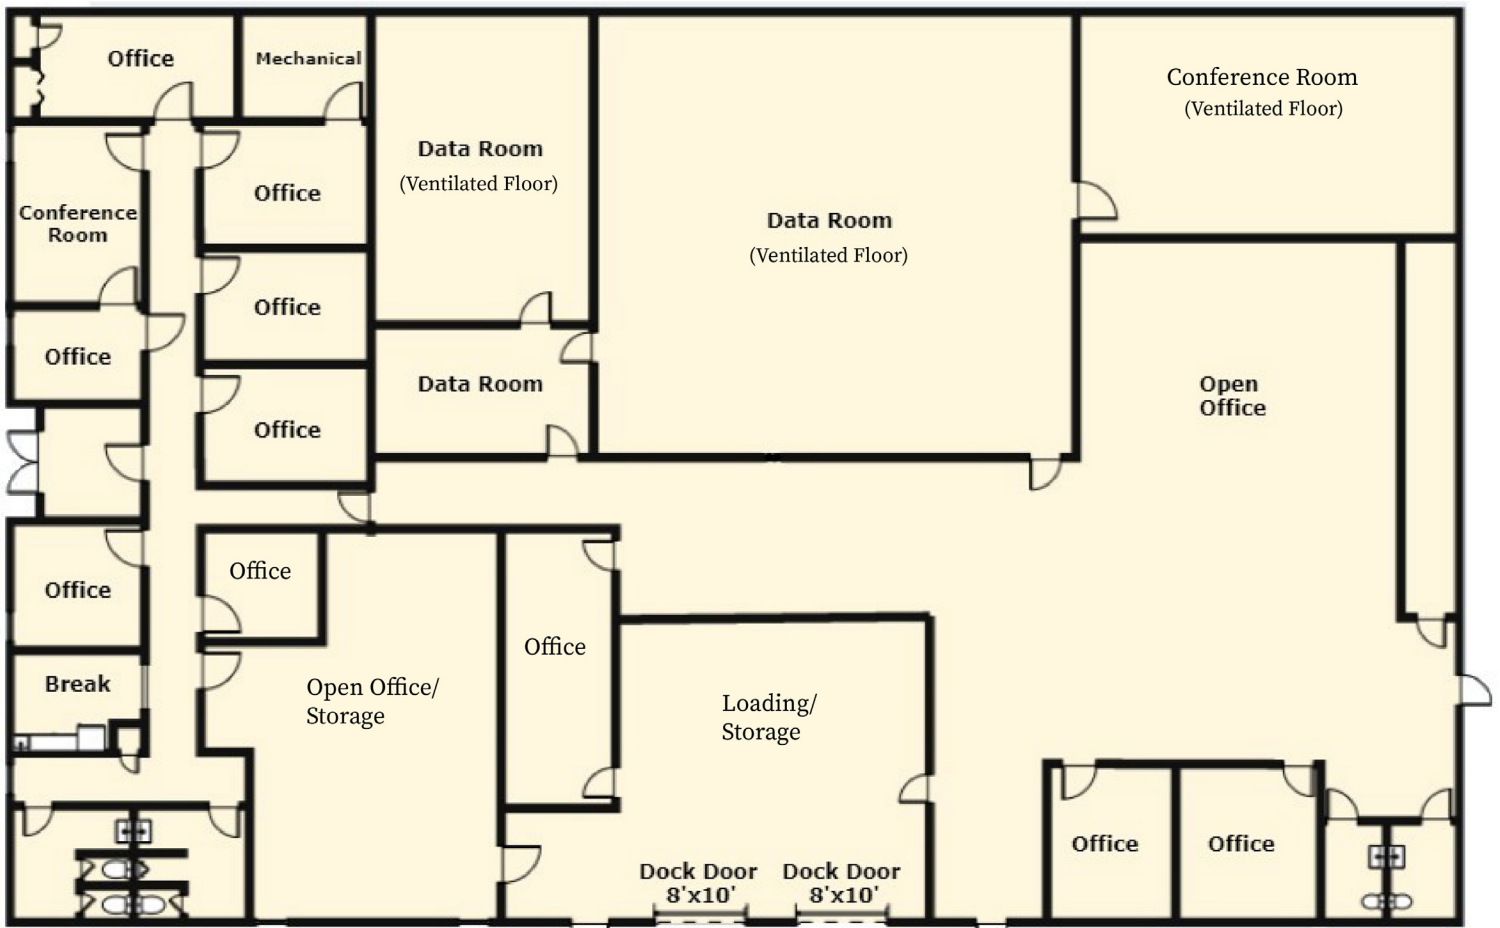 Office
Mechanical
Conference Room
(Ventilated Floor)
Data Room
(Ventilated Floor)
Office
Conference
Room
Data Room
(Ventilated Floor)
Office
Office
Data Room
Open
Office
Office
Office
Office
Office
Break
Open Office/
Storage
Loading/
Storage
Office
Office
Dock Door
8'x10'
Dock Door
8'x10'